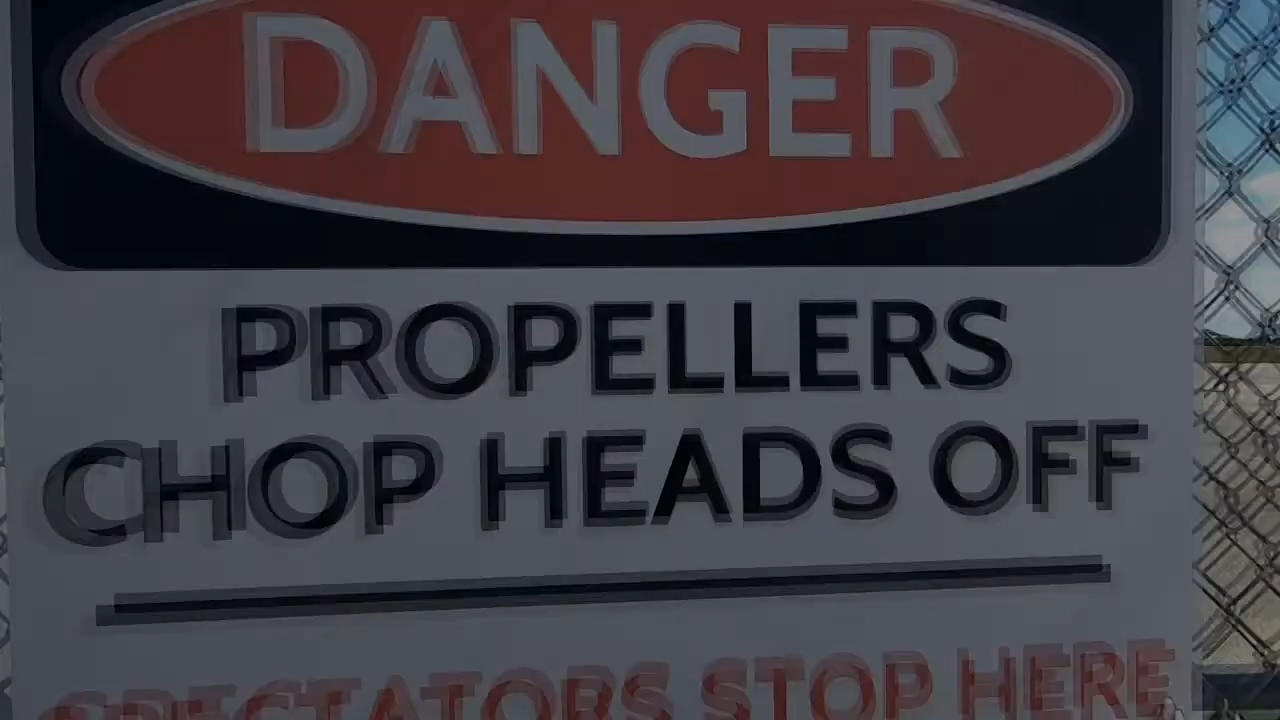 DANGER
PROPELLERS
CHOP HEADS OFF
SPECTATORS STOP HERE